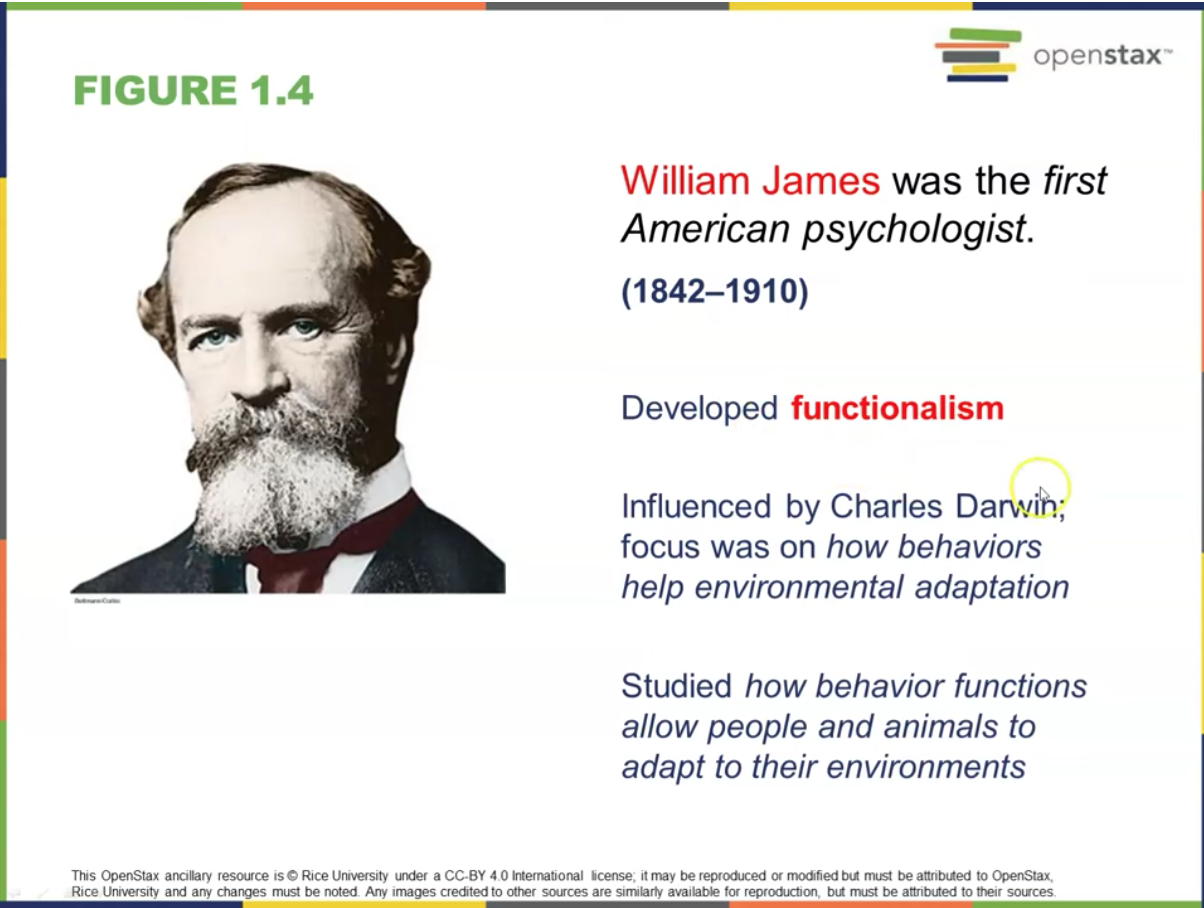 openstax™
FIGURE 1.4
William James was the first
American psychologist.
(1842–1910)
Developed functionalism
Influenced by Charles Darwin;
focus was on how behaviors
help environmental adaptation
Studied how behavior functions
allow people and animals to
adapt to their environments
This OpenStax ancillary resource is © Rice University under a CC-BY 4.0 International license; it may be reproduced or modified but must be attributed to OpenStax,
Rice University and any changes must be noted. Any images credited to other sources are similarly available for reproduction, but must be attributed to their sources.